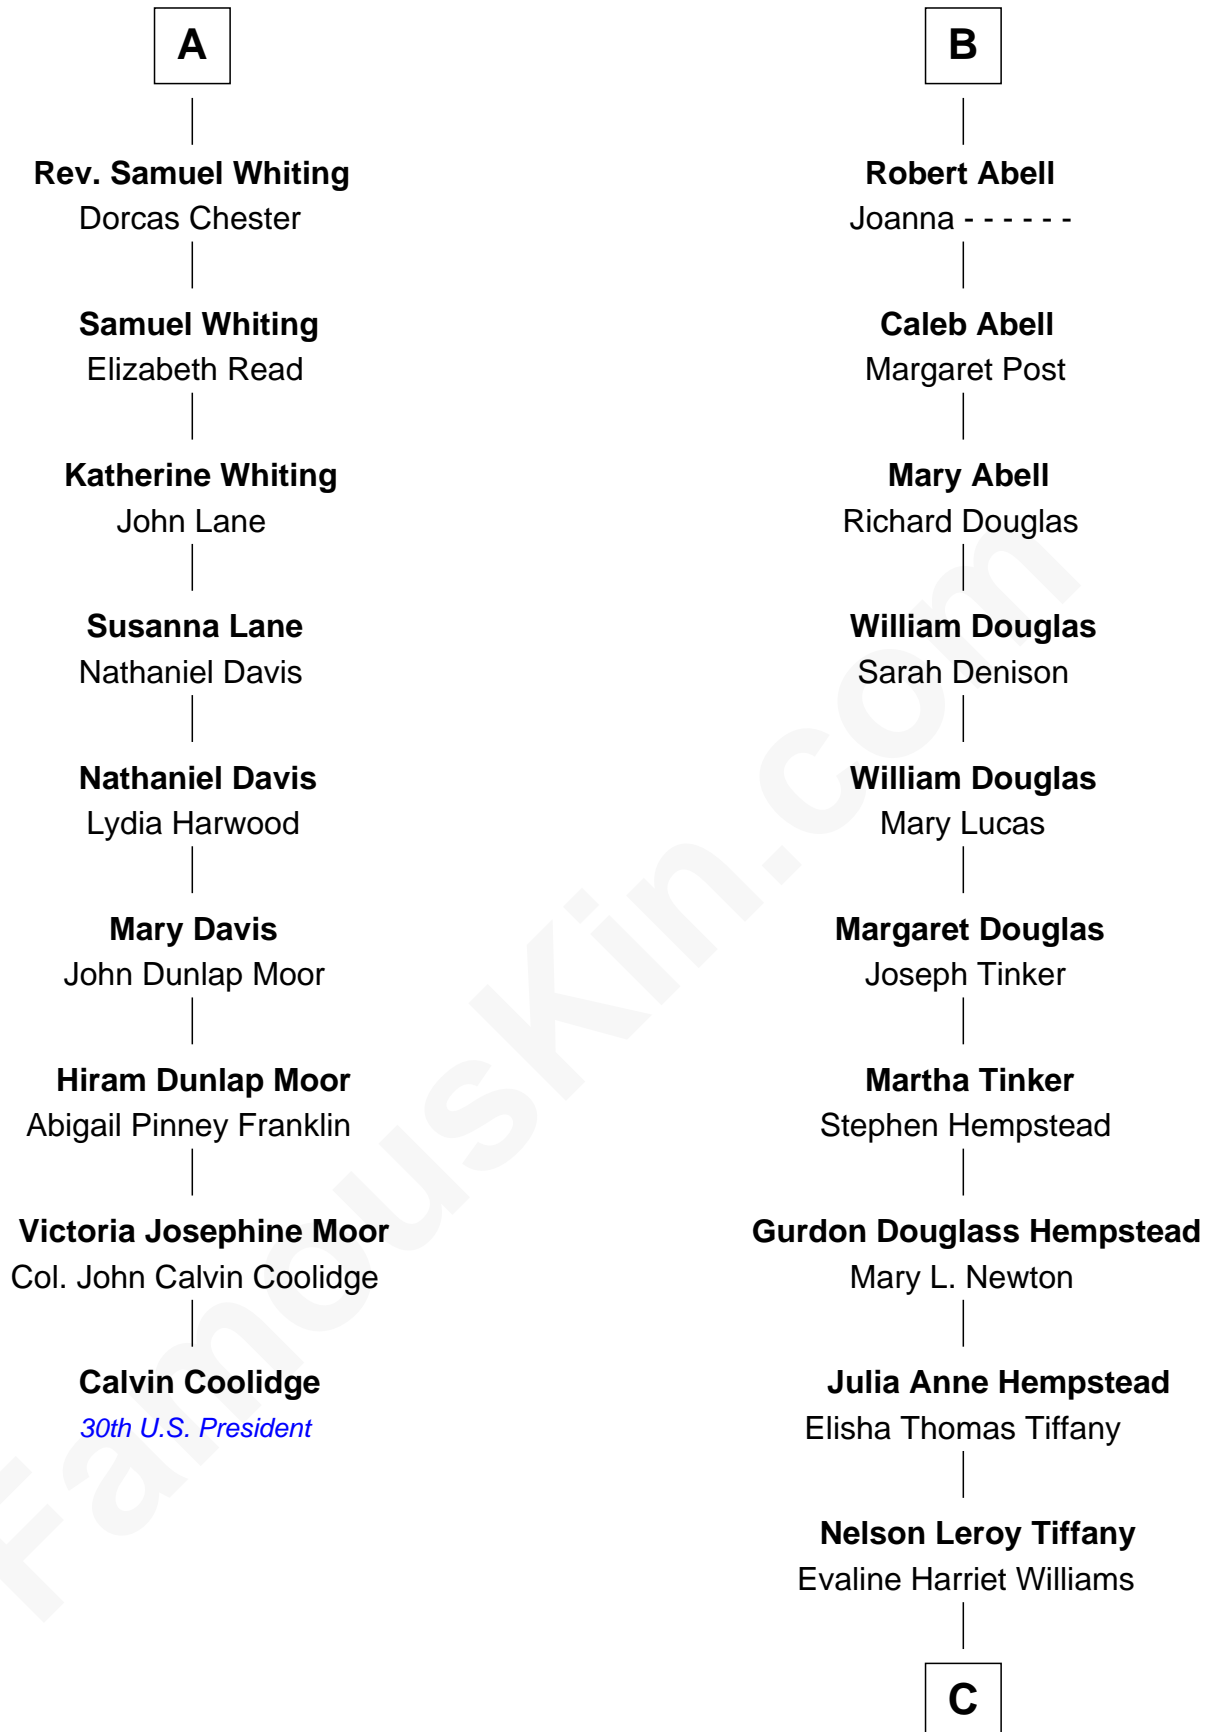 A
Rev. Samuel Whiting
Dorcas Chester
Samuel Whiting
Elizabeth Read
Katherine Whiting
John Lane
Susanna Lane
Nathaniel Davis
Nathaniel Davis
Lydia Harwood
Mary Davis
John Dunlap Moor
Hiram Dunlap Moor
Abigail Pinney Franklin
Victoria Josephine Moor
Col. John Calvin Coolidge
Calvin Coolidge
30th U.S. President
B
Robert Abell
Joanna - - - - - -
Caleb Abell
Margaret Post
Mary Abell
Richard Douglas
William Douglas
Sarah Denison
William Douglas
Mary Lucas
Margaret Douglas
Joseph Tinker
Martha Tinker
Stephen Hempstead
Gurdon Douglass Hempstead
Mary L. Newton
Julia Anne Hempstead
Elisha Thomas Tiffany
Nelson Leroy Tiffany
Evaline Harriet Williams
C
FamousKin.com